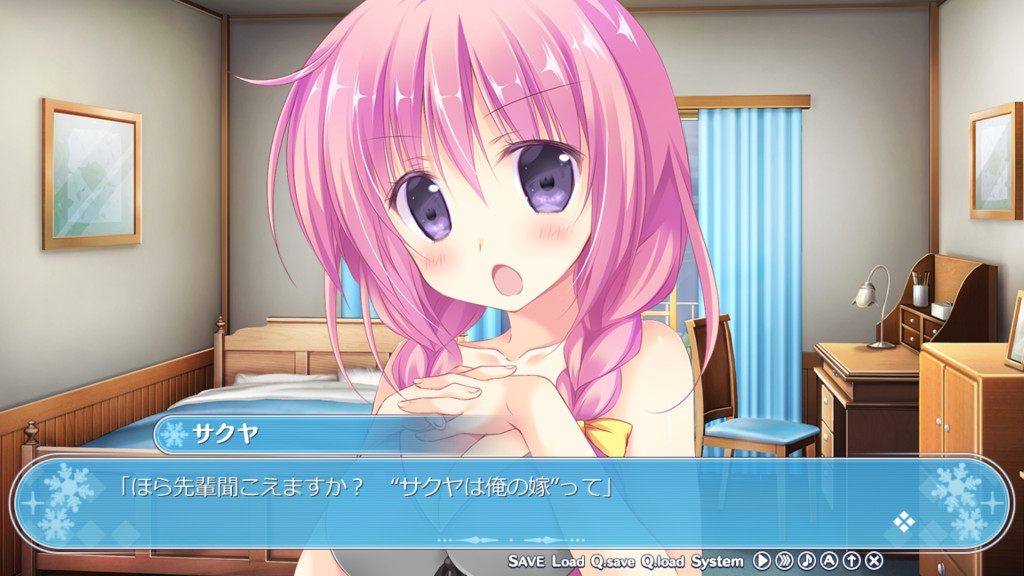 サクヤ
「ほら先輩聞こえますか？　“サクヤは俺の嫁”って」
SAVE Load Q.save Q.load System